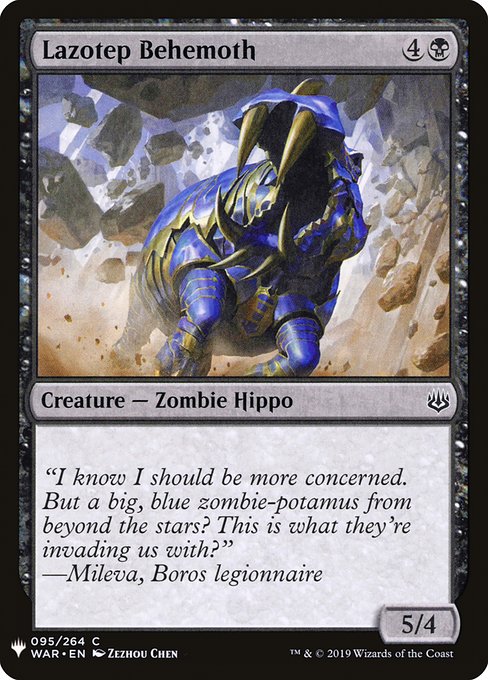 Lazotep Behemoth 4
Creature — Zombie Hippo
“I know I should be more concerned.
But a big, blue zombie-potamus from
beyond the stars? This is what they’re
invading us with?”
—Mileva, Boros legionnaire
5/4
095/264 C
WAR • EN Zezhou Chen
™ & © 2019 Wizards of the Coast